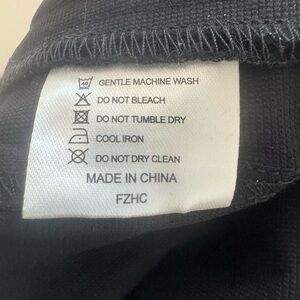 40 GENTLE MACHINE WASH
DO NOT BLEACH
DO NOT TUMBLE DRY
COOL IRON
DO NOT DRY CLEAN
MADE IN CHINA
FZHC